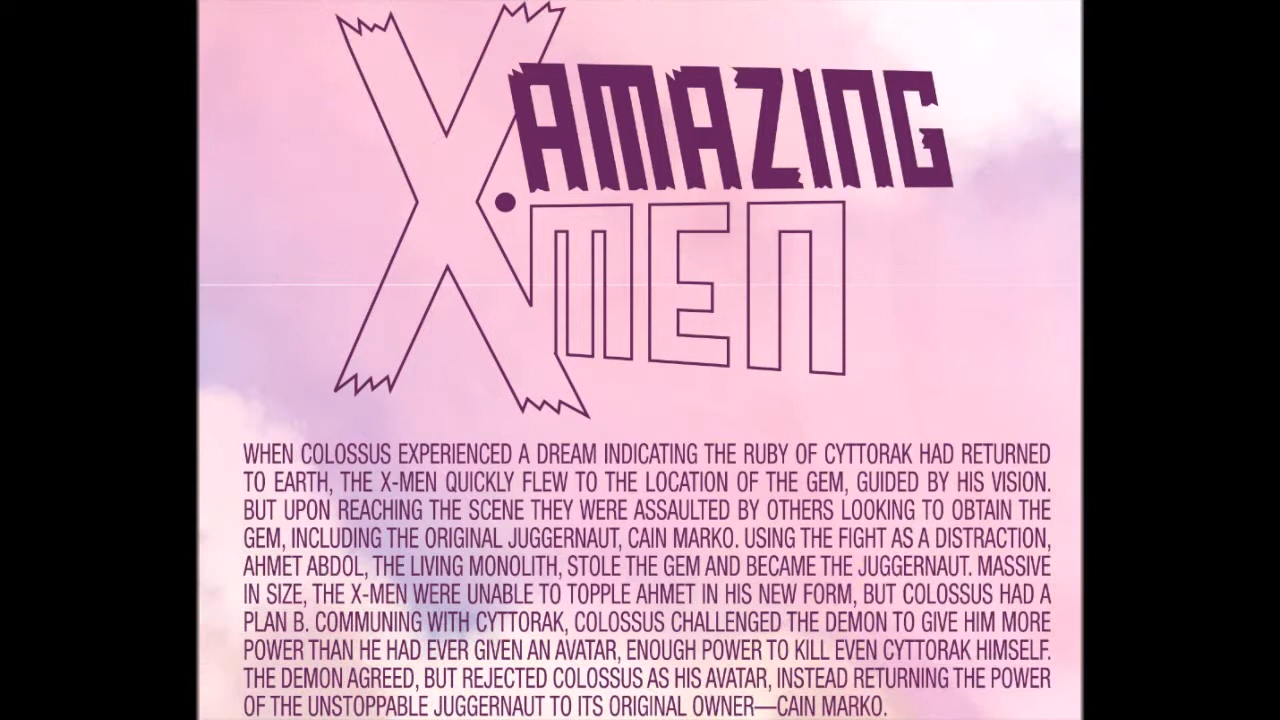 AMAZING
X-MEN
WHEN COLOSSUS EXPERIENCED A DREAM INDICATING THE RUBY OF CYTTORAK HAD RETURNED
TO EARTH, THE X-MEN QUICKLY FLEW TO THE LOCATION OF THE GEM, GUIDED BY HIS VISION.
BUT UPON REACHING THE SCENE THEY WERE ASSAULTED BY OTHERS LOOKING TO OBTAIN THE
GEM, INCLUDING THE ORIGINAL JUGGERNAUT, CAIN MARKO. USING THE FIGHT AS A DISTRACTION,
AHMET ABDOL, THE LIVING MONOLITH, STOLE THE GEM AND BECAME THE JUGGERNAUT. MASSIVE
IN SIZE, THE X-MEN WERE UNABLE TO TOPPLE AHMET IN HIS NEW FORM, BUT COLOSSUS HAD A
PLAN B. COMMUNING WITH CYTTORAK, COLOSSUS CHALLENGED THE DEMON TO GIVE HIM MORE
POWER THAN HE HAD EVER GIVEN AN AVATAR, ENOUGH POWER TO KILL EVEN CYTTORAK HIMSELF.
THE DEMON AGREED, BUT REJECTED COLOSSUS AS HIS AVATAR, INSTEAD RETURNING THE POWER
OF THE UNSTOPPABLE JUGGERNAUT TO ITS ORIGINAL OWNER—CAIN MARKO.